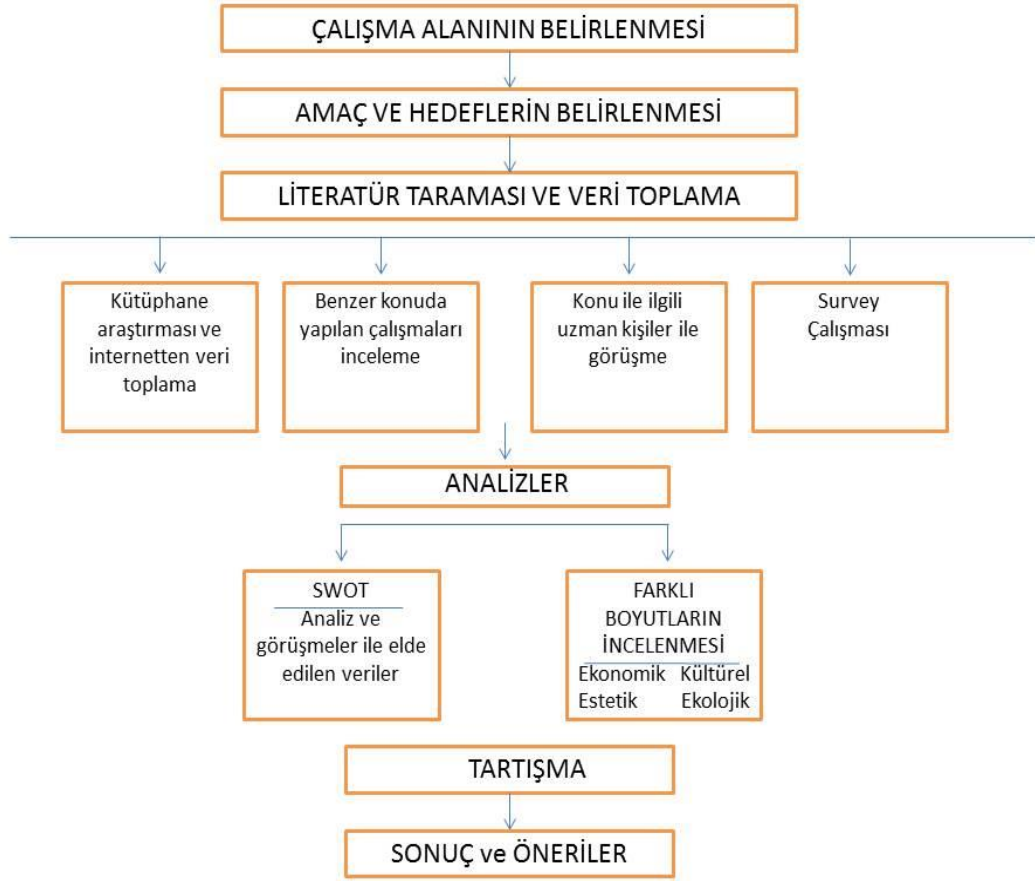 ÇALIŞMA ALANININ BELİRLENMESİ
AMAÇ VE HEDEFLERİN BELİRLENMESİ
LİTERATÜR TARAMASI VE VERİ TOPLAMA
Kütüphane
araştırması ve
internetten veri
toplama
Benzer konuda
yapılan çalışmaları
inceleme
Konu ile ilgili
uzman kişiler ile
görüşme
Survey
Çalışması
ANALİZLER
SWOT
Analiz ve
görüşmeler ile elde
edilen veriler
FARKLI
BOYUTLARIN
İNCELENMESİ
Ekonomik Kültürel
Estetik Ekolojik
TARTIŞMA
SONUÇ ve ÖNERİLER